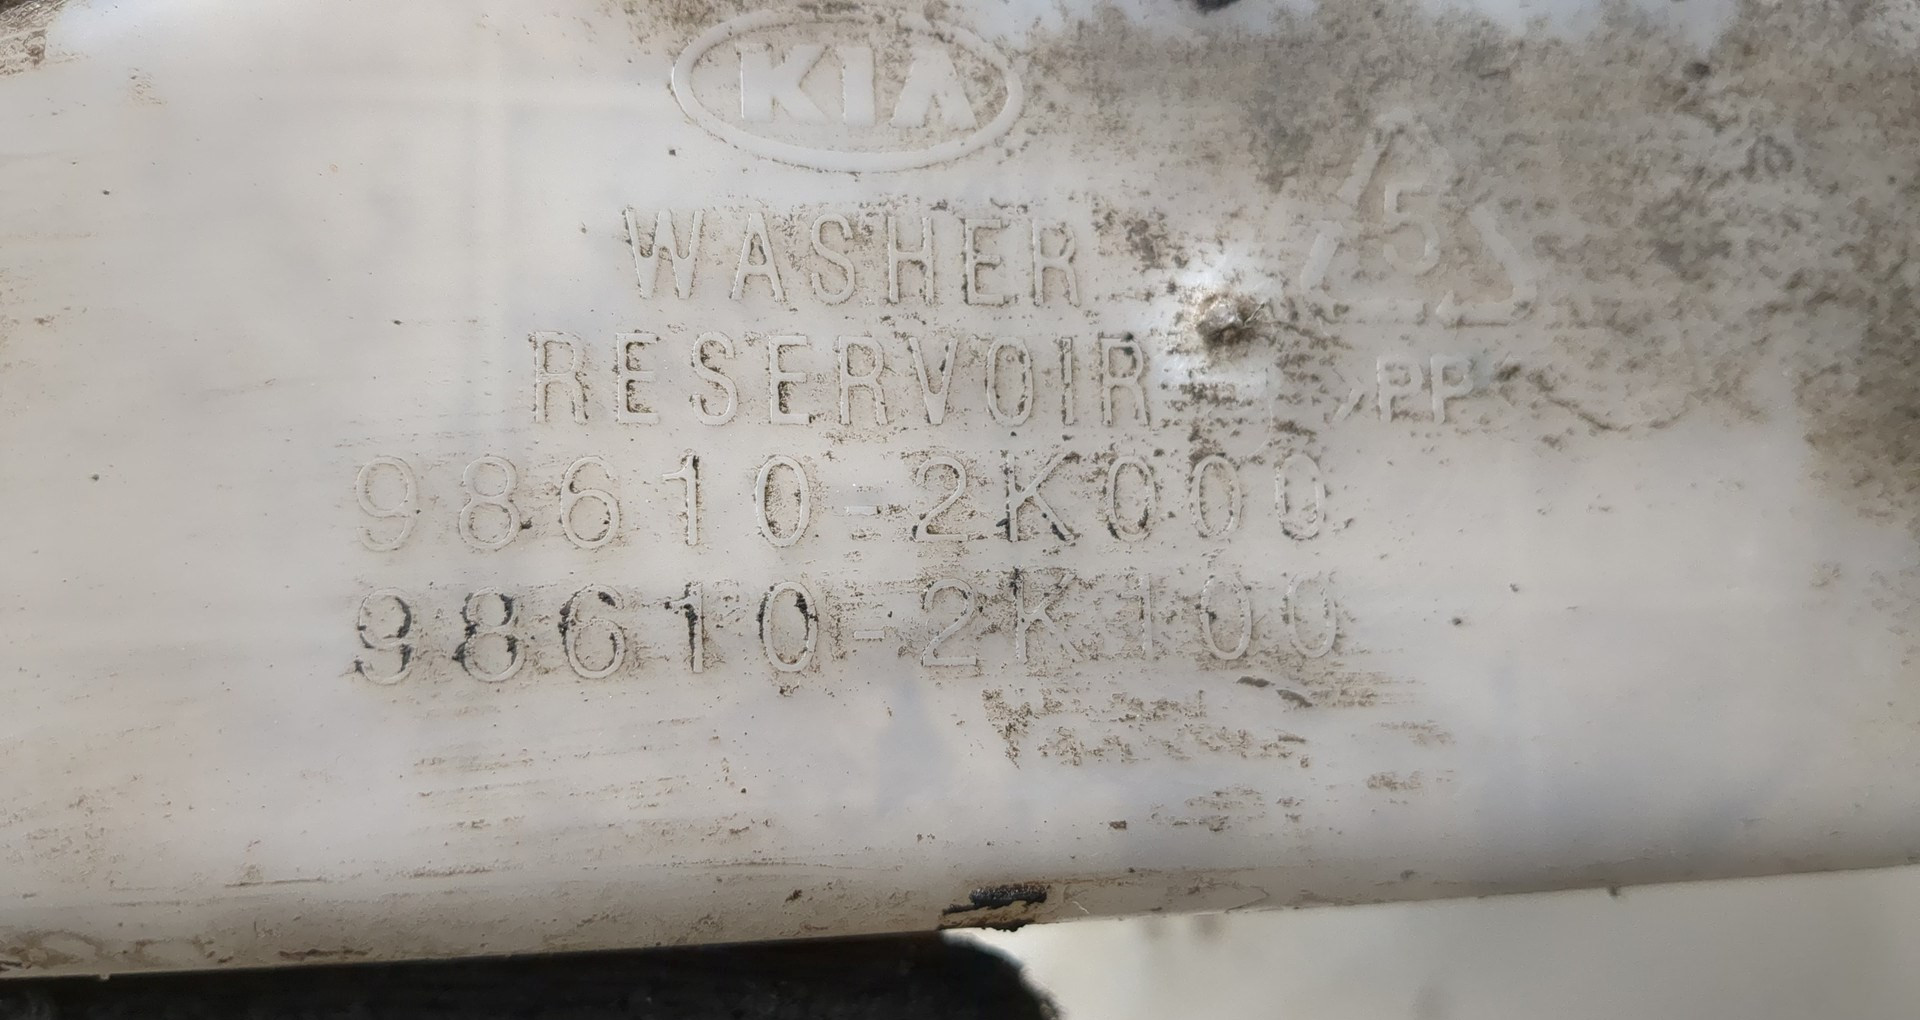 KIA
WASHER
RESERVOIR
98610-2K000
98610-2K100
5
>PP<